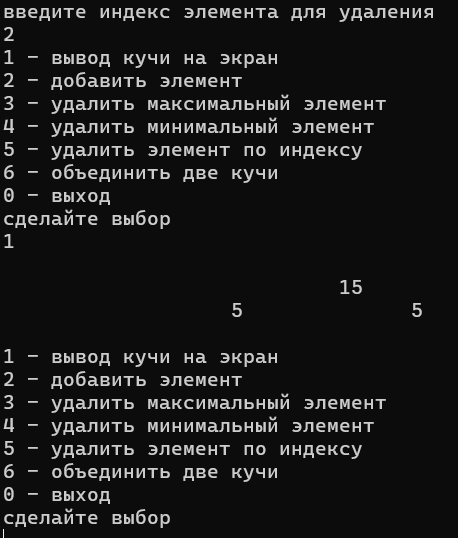 введите индекс элемента для удаления
2
1 – вывод кучи на экран
2 – добавить элемент
3 – удалить максимальный элемент
4 – удалить минимальный элемент
5 – удалить элемент по индексу
6 – объединить две кучи
0 – выход
сделайте выбор
1
15
5 5
1 – вывод кучи на экран
2 – добавить элемент
3 – удалить максимальный элемент
4 – удалить минимальный элемент
5 – удалить элемент по индексу
6 – объединить две кучи
0 – выход
сделайте выбор